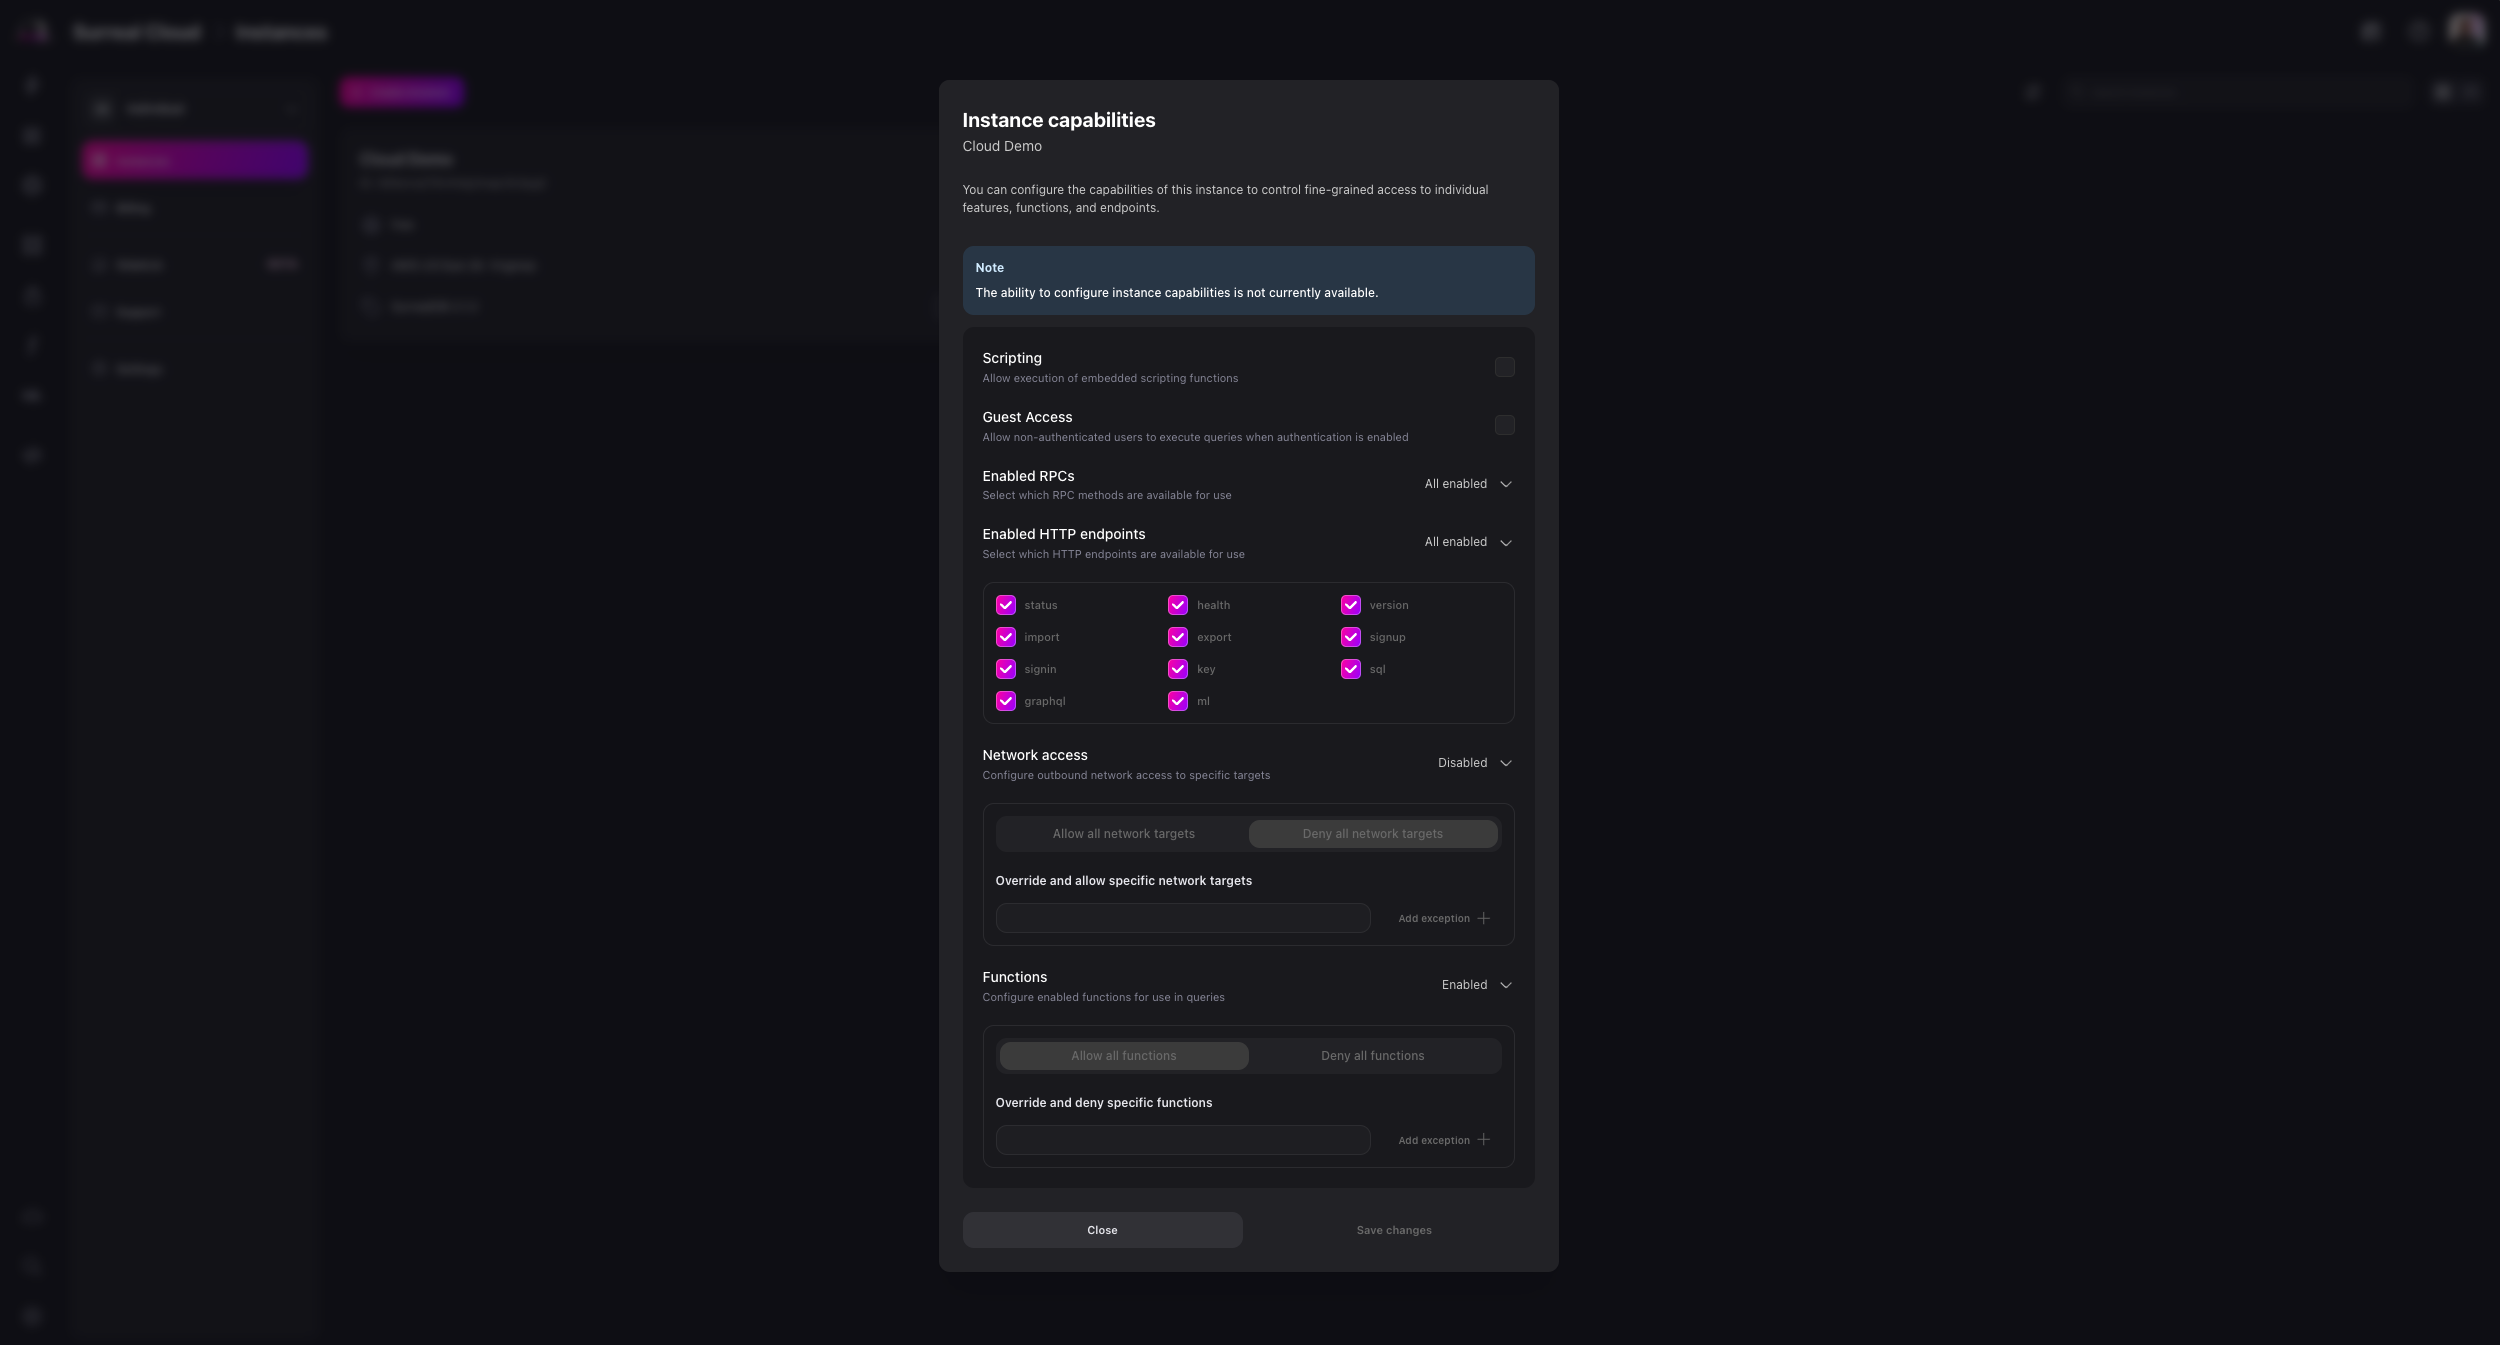 Surreal Cloud
Instances
Instance capabilities
Cloud Demo
You can configure the capabilities of this instance to control fine-grained access to individual
features, functions, and endpoints.
Note
The ability to configure instance capabilities is not currently available.
Scripting
Allow execution of embedded scripting functions
Guest Access
Allow non-authenticated users to execute queries when authentication is enabled
Enabled RPCs
Select which RPC methods are available for use
All enabled
Enabled HTTP endpoints
Select which HTTP endpoints are available for use
All enabled
status health version
import export signup
signin key sql
graphql ml
Network access
Configure outbound network access to specific targets
Disabled
Allow all network targets Deny all network targets
Override and allow specific network targets
Add exception
Functions
Configure enabled functions for use in queries
Enabled
Allow all functions Deny all functions
Override and deny specific functions
Add exception
Close Save changes
Cloud Demo